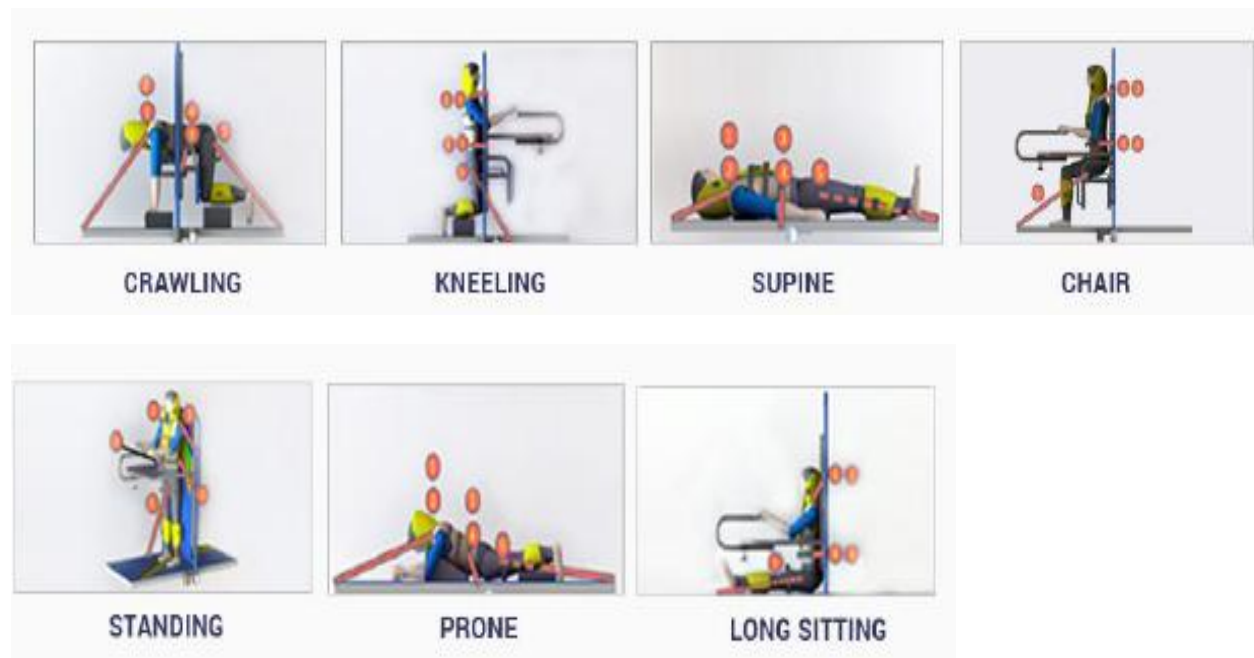 CRAWLING
KNEELING
SUPINE
CHAIR
STANDING
PRONE
LONG SITTING